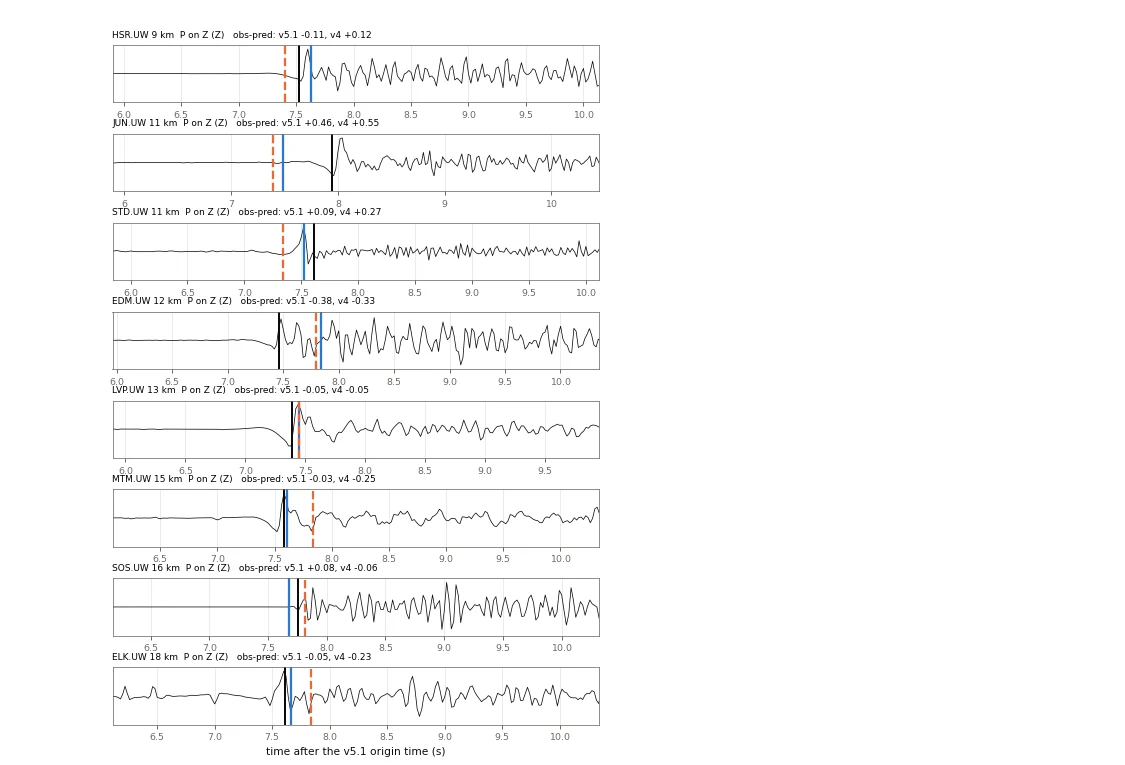 HSR.UW 9 km  P on Z (Z)   obs-pred: v5.1 -0.11, v4 +0.12
6.0 6.5 7.0 7.5 8.0 8.5 9.0 9.5 10.0
JUN.UW 11 km  P on Z (Z)   obs-pred: v5.1 +0.46, v4 +0.55
6 7 8 9 10
STD.UW 11 km  P on Z (Z)   obs-pred: v5.1 +0.09, v4 +0.27
6.0 6.5 7.0 7.5 8.0 8.5 9.0 9.5 10.0
EDM.UW 12 km  P on Z (Z)   obs-pred: v5.1 -0.38, v4 -0.33
6.0 6.5 7.0 7.5 8.0 8.5 9.0 9.5 10.0
LVP.UW 13 km  P on Z (Z)   obs-pred: v5.1 -0.05, v4 -0.05
6.0 6.5 7.0 7.5 8.0 8.5 9.0 9.5
MTM.UW 15 km  P on Z (Z)   obs-pred: v5.1 -0.03, v4 -0.25
6.5 7.0 7.5 8.0 8.5 9.0 9.5 10.0
SOS.UW 16 km  P on Z (Z)   obs-pred: v5.1 +0.08, v4 -0.06
6.5 7.0 7.5 8.0 8.5 9.0 9.5 10.0
ELK.UW 18 km  P on Z (Z)   obs-pred: v5.1 -0.05, v4 -0.23
6.5 7.0 7.5 8.0 8.5 9.0 9.5 10.0
time after the v5.1 origin time (s)